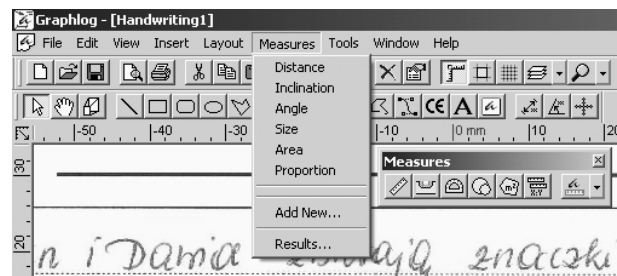 Graphlog - [Handwriting1]
File Edit View Insert Layout Measures Tools Window Help
Distance
Inclination
Angle
Size
Area
Proportion
Add New...
Results...
-50 -40 -30 -10 0 mm 10 20
Measures
30
20
n i Dania znaczki